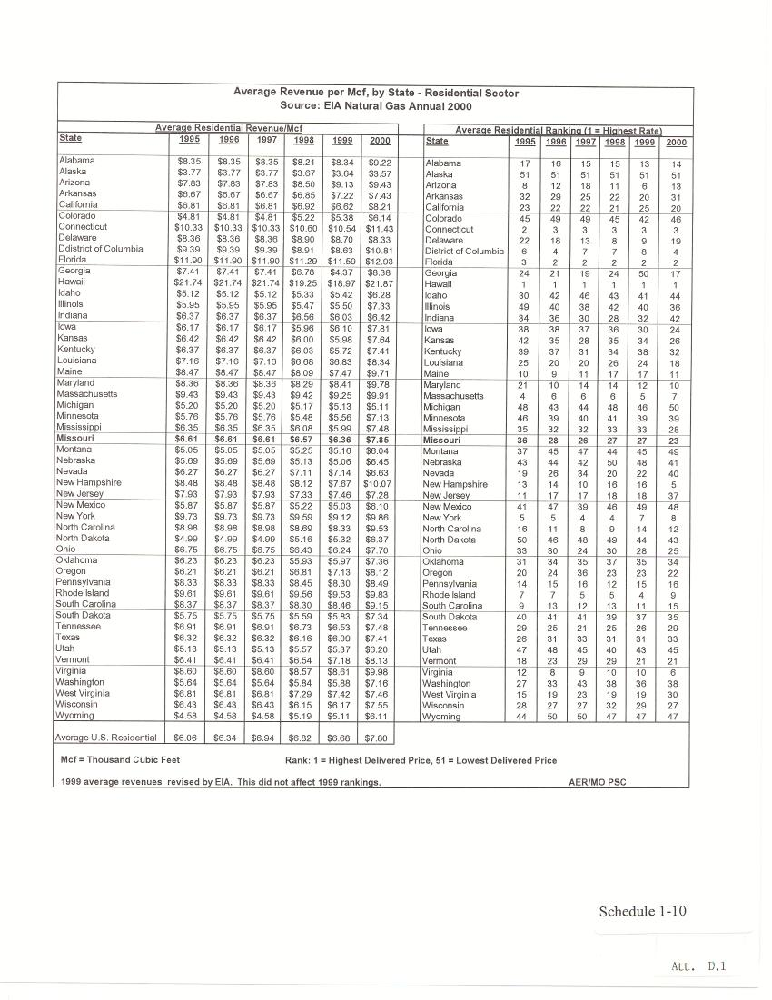 Average Revenue per Mcf, by State - Residential Sector
Source: EIA Natural Gas Annual 2000
Average Residential Revenue/Mcf Average Residential Ranking (1 = Highest Rate)
State 1995 1996 1997 1998 1999 2000 State 1995 1996 1997 1998 1999 2000
Alabama $8.35 $8.35 $8.35 $8.21 $8.34 $9.22 Alabama 17 16 15 15 13 14
Alaska $3.77 $3.77 $3.77 $3.67 $3.64 $3.57 Alaska 51 51 51 51 51 51
Arizona $7.83 $7.83 $7.83 $8.50 $9.13 $9.43 Arizona 8 12 18 11 6 13
Arkansas $6.67 $6.67 $6.67 $6.85 $7.22 $7.43 Arkansas 32 29 25 22 20 31
California $6.81 $6.81 $6.81 $6.92 $6.62 $8.21 California 23 22 22 21 25 20
Colorado $4.81 $4.81 $4.81 $5.22 $5.38 $6.14 Colorado 45 49 49 45 42 46
Connecticut $10.33 $10.33 $10.33 $10.60 $10.54 $11.43 Connecticut 2 3 3 3 3 3
Delaware $8.36 $8.36 $8.36 $8.90 $8.70 $8.33 Delaware 22 18 13 8 9 19
Ddistrict of Columbia $9.39 $9.39 $9.39 $8.91 $8.63 $10.81 District of Columbia 6 4 7 7 8 4
Florida $11.90 $11.90 $11.90 $11.29 $11.59 $12.93 Florida 3 2 2 2 2 2
Georgia $7.41 $7.41 $7.41 $6.78 $4.37 $8.38 Georgia 24 21 19 24 50 17
Hawaii $21.74 $21.74 $21.74 $19.25 $18.97 $21.87 Hawaii 1 1 1 1 1 1
Idaho $5.12 $5.12 $5.12 $5.33 $5.42 $6.28 Idaho 30 42 46 43 41 44
Illinois $5.95 $5.95 $5.95 $5.47 $5.50 $7.33 Illinois 49 40 38 42 40 36
Indiana $6.37 $6.37 $6.37 $6.56 $6.03 $6.42 Indiana 34 36 30 28 32 42
Iowa $6.17 $6.17 $6.17 $5.96 $6.10 $7.81 Iowa 38 38 37 36 30 24
Kansas $6.42 $6.42 $6.42 $6.00 $5.98 $7.64 Kansas 42 35 28 35 34 26
Kentucky $6.37 $6.37 $6.37 $6.03 $5.72 $7.41 Kentucky 39 37 31 34 38 32
Louisiana $7.16 $7.16 $7.16 $6.68 $6.83 $8.34 Louisiana 25 20 20 26 24 18
Maine $8.47 $8.47 $8.47 $8.09 $7.47 $9.71 Maine 10 9 11 17 17 11
Maryland $8.36 $8.36 $8.36 $8.29 $8.41 $9.78 Maryland 21 10 14 14 12 10
Massachusetts $9.43 $9.43 $9.43 $9.42 $9.25 $9.91 Massachusetts 4 6 6 6 5 7
Michigan $5.20 $5.20 $5.20 $5.17 $5.13 $5.11 Michigan 48 43 44 48 46 50
Minnesota $5.76 $5.76 $5.76 $5.48 $5.56 $7.13 Minnesota 46 39 40 41 39 39
Mississippi $6.35 $6.35 $6.35 $6.08 $5.99 $7.48 Mississippi 35 32 32 33 33 28
Missouri $6.61 $6.61 $6.61 $6.57 $6.36 $7.85 Missouri 36 28 26 27 27 23
Montana $5.05 $5.05 $5.05 $5.25 $5.16 $6.04 Montana 37 45 47 44 45 49
Nebraska $5.69 $5.69 $5.69 $5.13 $5.06 $6.45 Nebraska 43 44 42 50 48 41
Nevada $6.27 $6.27 $6.27 $7.11 $7.14 $6.63 Nevada 19 26 34 20 22 40
New Hampshire $8.48 $8.48 $8.48 $8.12 $7.67 $10.07 New Hampshire 13 14 10 16 16 5
New Jersey $7.93 $7.93 $7.93 $7.33 $7.46 $7.28 New Jersey 11 17 17 18 18 37
New Mexico $5.87 $5.87 $5.87 $5.22 $5.03 $6.10 New Mexico 41 47 39 46 49 48
New York $9.73 $9.73 $9.73 $9.59 $9.12 $9.86 New York 5 5 4 4 7 8
North Carolina $8.98 $8.98 $8.98 $8.69 $8.33 $9.53 North Carolina 16 11 8 9 14 12
North Dakota $4.99 $4.99 $4.99 $5.16 $5.32 $6.37 North Dakota 50 46 48 49 44 43
Ohio $6.75 $6.75 $6.75 $6.43 $6.24 $7.70 Ohio 33 30 24 30 28 25
Oklahoma $6.23 $6.23 $6.23 $5.93 $5.97 $7.36 Oklahoma 31 34 35 37 35 34
Oregon $6.21 $6.21 $6.21 $6.81 $7.13 $8.12 Oregon 20 24 36 23 23 22
Pennsylvania $8.33 $8.33 $8.33 $8.45 $8.30 $8.49 Pennsylvania 14 15 16 12 15 16
Rhode Island $9.61 $9.61 $9.61 $9.56 $9.53 $9.83 Rhode Island 7 7 5 5 4 9
South Carolina $8.37 $8.37 $8.37 $8.30 $8.46 $9.15 South Carolina 9 13 12 13 11 15
South Dakota $5.75 $5.75 $5.75 $5.59 $5.83 $7.34 South Dakota 40 41 41 39 37 35
Tennessee $6.91 $6.91 $6.91 $6.73 $6.53 $7.48 Tennessee 29 25 21 25 26 29
Texas $6.32 $6.32 $6.32 $6.16 $6.09 $7.41 Texas 26 31 33 31 31 33
Utah $5.13 $5.13 $5.13 $5.57 $5.37 $6.20 Utah 47 48 45 40 43 45
Vermont $6.41 $6.41 $6.41 $6.54 $7.18 $8.13 Vermont 18 23 29 29 21 21
Virginia $8.60 $8.60 $8.60 $8.57 $8.61 $9.98 Virginia 12 8 9 10 10 6
Washington $5.64 $5.64 $5.64 $5.84 $5.88 $7.16 Washington 27 33 43 38 36 38
West Virginia $6.81 $6.81 $6.81 $7.29 $7.42 $7.46 West Virginia 15 19 23 19 19 30
Wisconsin $6.43 $6.43 $6.43 $6.15 $6.17 $7.55 Wisconsin 28 27 27 32 29 27
Wyoming $4.58 $4.58 $4.58 $5.19 $5.11 $6.11 Wyoming 44 50 50 47 47 47
Average U.S. Residential $6.06 $6.34 $6.94 $6.82 $6.68 $7.80
Mcf = Thousand Cubic Feet Rank: 1 = Highest Delivered Price, 51 = Lowest Delivered Price
1999 average revenues revised by EIA. This did not affect 1999 rankings. AER/MO PSC
Schedule 1-10
Att. D.1